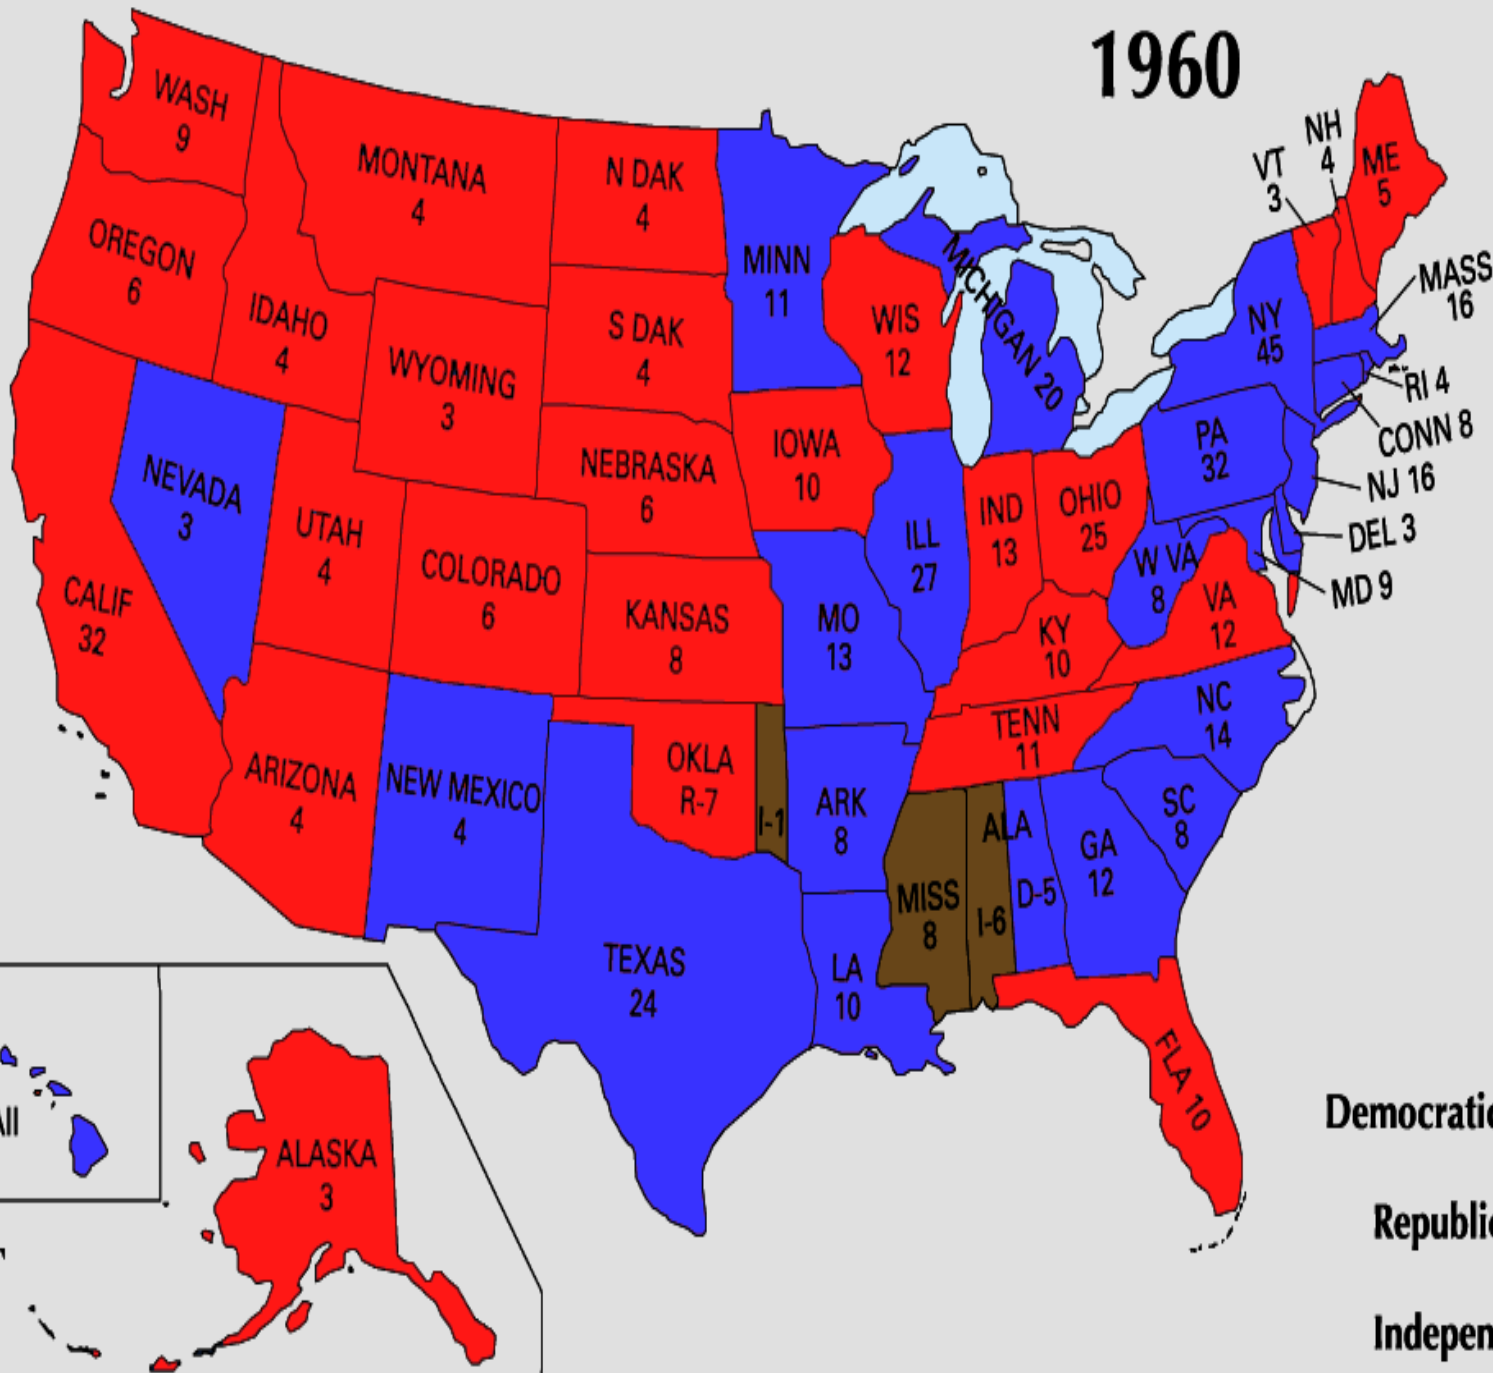 1960
WASH
9
MONTANA
4
N DAK
4
MINN
11
VT
3
NH
4
ME
5
OREGON
6
IDAHO
4
WYOMING
3
S DAK
4
WIS
12
MICHIGAN 20
NY
45
MASS
16
RI 4
CONN 8
NJ 16
DEL 3
MD 9
NEVADA
3
UTAH
4
COLORADO
6
NEBRASKA
6
IOWA
10
ILL
27
IND
13
OHIO
25
PA
32
W VA
8
VA
12
CALIF
32
KANSAS
8
MO
13
KY
10
ARIZONA
4
NEW MEXICO
4
OKLA
R-7
I-1
ARK
8
TENN
11
NC
14
SC
8
TEXAS
24
LA
10
MISS
8
ALA
I-6
D-5
GA
12
FLA 10
ALASKA
3
Democratic
Republic
Indepen